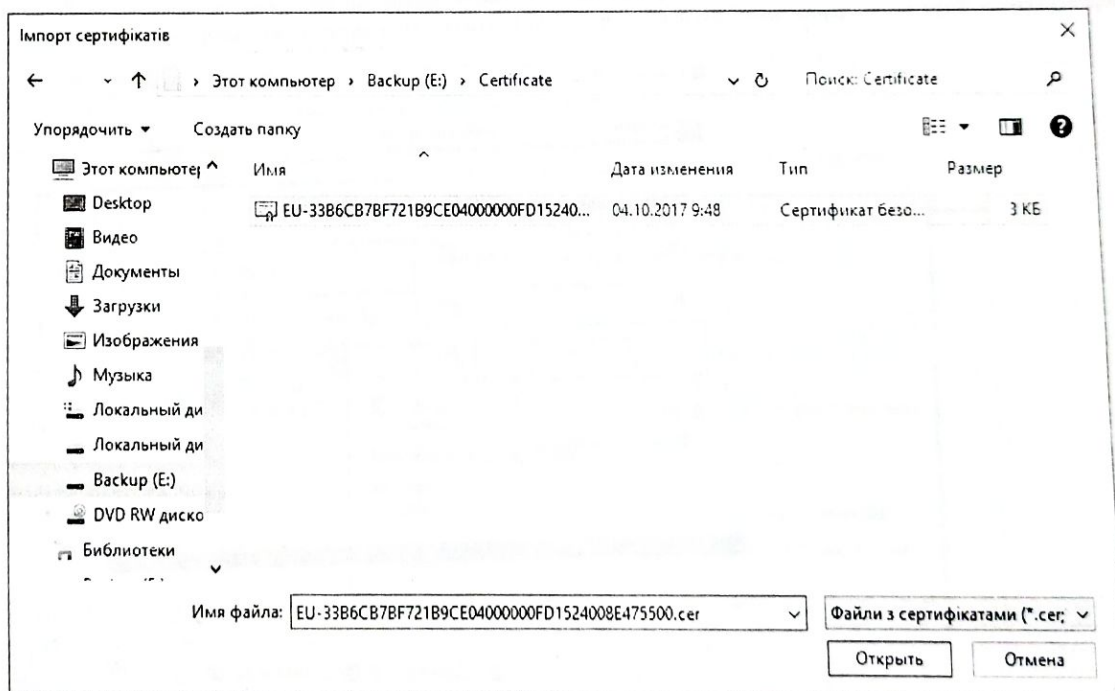 Імпорт сертифікатів
Этот компьютер › Backup (E:) › Certificate
Поиск: Certificate
Упорядочить
Создать папку
Имя
Дата изменения
Тип
Размер
EU-33B6CB7BF721B9CE04000000FD15240...
04.10.2017 9:48
Сертификат безо...
3 КБ
Этот компьютер
Desktop
Видео
Документы
Загрузки
Изображения
Музыка
Локальный ди
Локальный ди
Backup (E:)
DVD RW диско
Библиотеки
Имя файла:
EU-33B6CB7BF721B9CE04000000FD1524008E475500.cer
Файли з сертифікатами (*.cer;
Открыть
Отмена